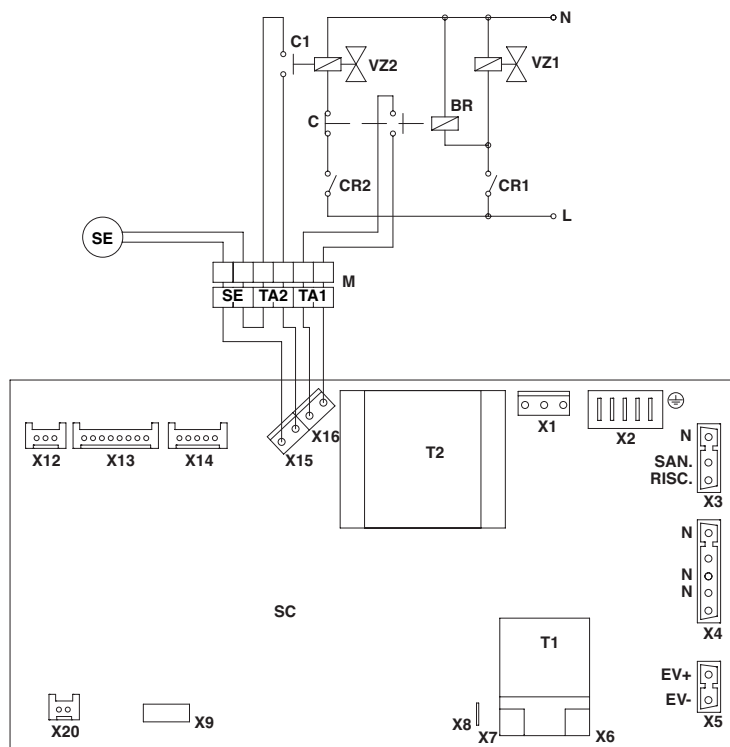 N
C1
VZ2
VZ1
BR
C
CR2
CR1
L
SE
M
SE TA2 TA1
X12
X13
X14
X15
X16
T2
X1
X2
N
SAN.
RISC.
X3
N
N
N
X4
SC
T1
EV+
EV-
X5
X20
X9
X8
X7
X6